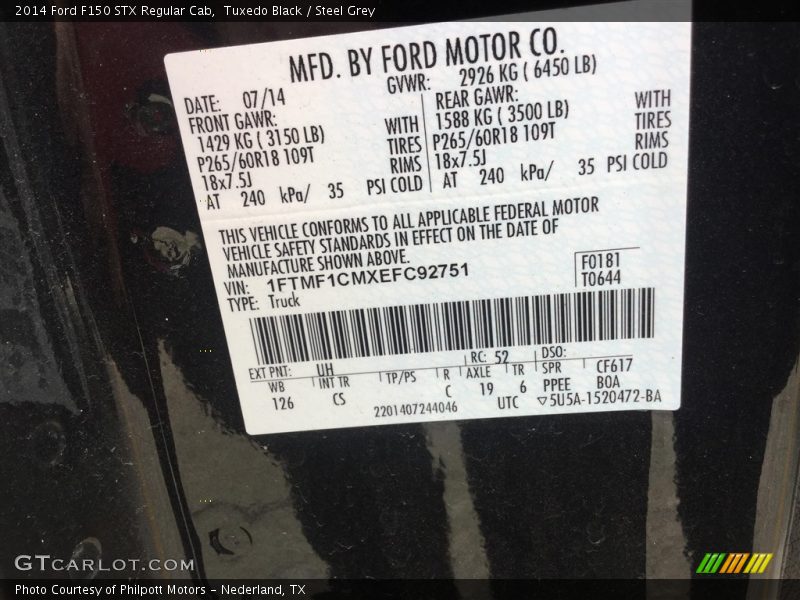 2014 Ford F150 STX Regular Cab,  Tuxedo Black / Steel Grey
MFD. BY FORD MOTOR CO.
DATE: 07/14
GVWR: 2926 KG ( 6450 LB)
FRONT GAWR:
1429 KG ( 3150 LB) WITH
P265/60R18 109T TIRES
18x7.5J RIMS
AT 240 kPa/ 35 PSI COLD
REAR GAWR: WITH
1588 KG ( 3500 LB) TIRES
P265/60R18 109T RIMS
18x7.5J
AT 240 kPa/ 35 PSI COLD
THIS VEHICLE CONFORMS TO ALL APPLICABLE FEDERAL MOTOR
VEHICLE SAFETY STANDARDS IN EFFECT ON THE DATE OF
MANUFACTURE SHOWN ABOVE.
VIN: 1FTMF1CMXEFC92751
TYPE: Truck
F0181
T0644
EXT PNT: UH RC: 52 DSO:
WB INT TR TP/PS R AXLE TR SPR CF617
126 CS C 19 6 PPEE BOA
2201407244046 UTC ▽5U5A-1520472-BA
GTCARLOT.COM
Photo Courtesy of Philpott Motors – Nederland, TX